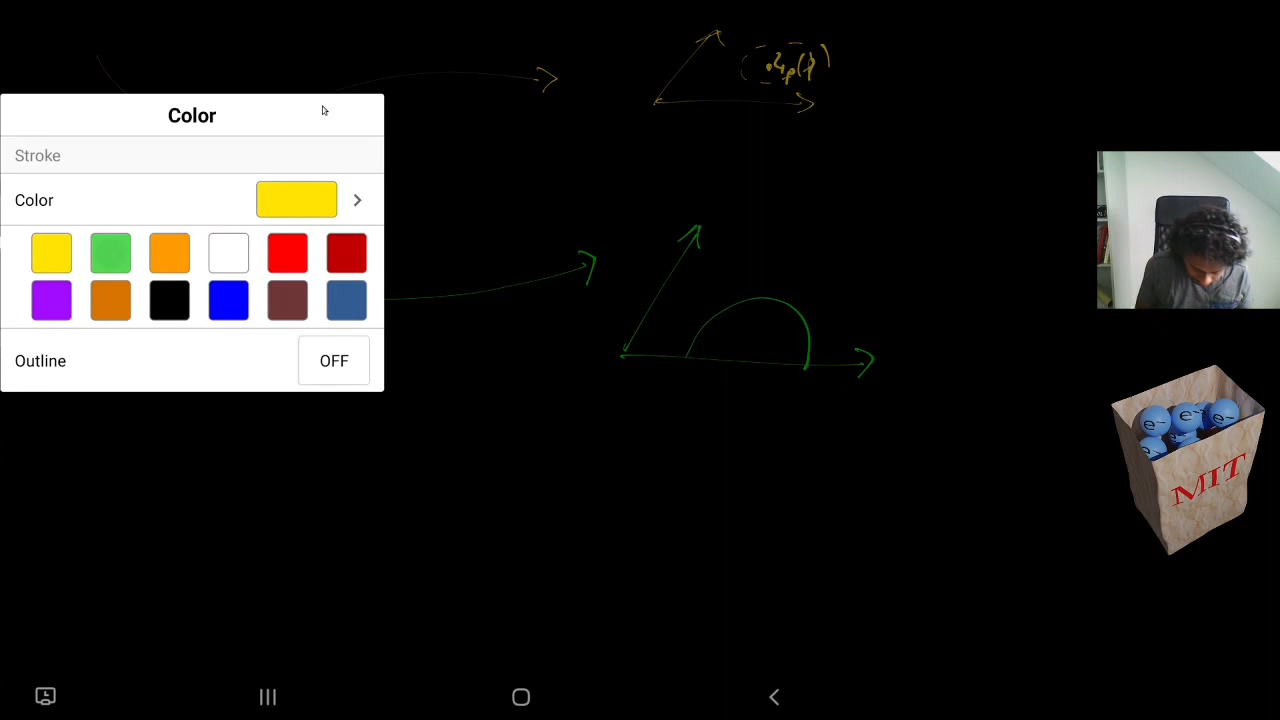 Color
Stroke
Color
Outline OFF
e⁻ e⁻ e⁻
e⁻
MIT